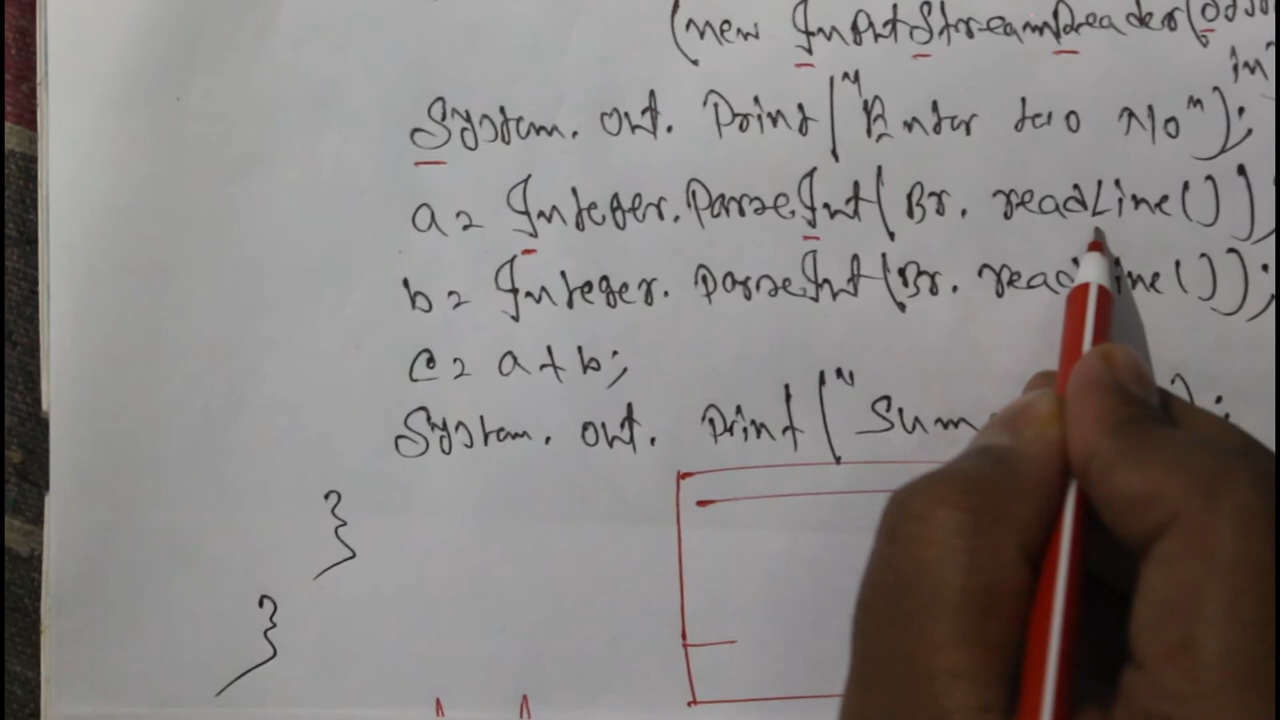 (new InputStreamReader(
in
System. out. Print("Enter two No");
a = Integer.ParseInt(Br. readLine())
b = Integer. ParseInt(Br. readLine());
c = a + b;
System. out. Print("Sum );
}
}